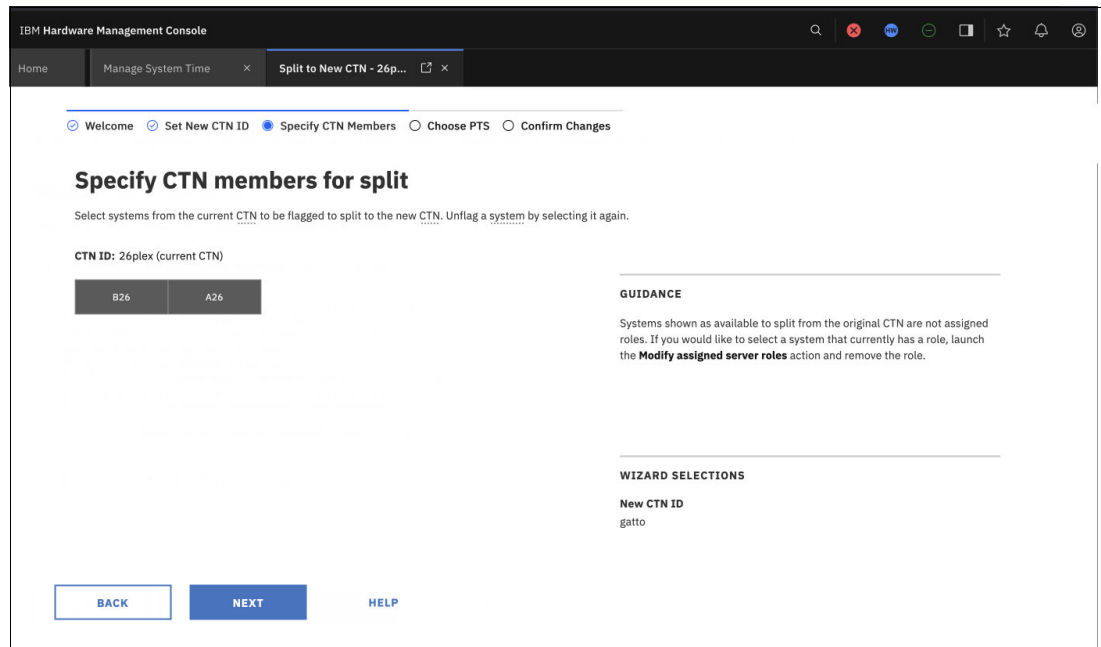 IBM Hardware Management Console
HW
Home
Manage System Time
Split to New CTN - 26p...
Welcome
Set New CTN ID
Specify CTN Members
Choose PTS
Confirm Changes
Specify CTN members for split
Select systems from the current CTN to be flagged to split to the new CTN. Unflag a system by selecting it again.
CTN ID: 26plex (current CTN)
B26
A26
GUIDANCE
Systems shown as available to split from the original CTN are not assigned
roles. If you would like to select a system that currently has a role, launch
the Modify assigned server roles action and remove the role.
WIZARD SELECTIONS
New CTN ID
gatto
BACK
NEXT
HELP